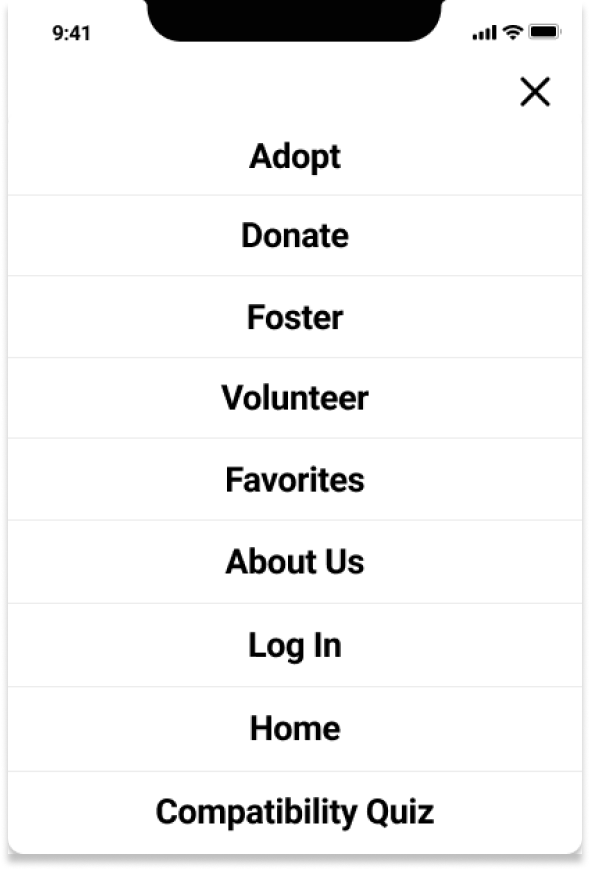 9:41
Adopt
Donate
Foster
Volunteer
Favorites
About Us
Log In
Home
Compatibility Quiz